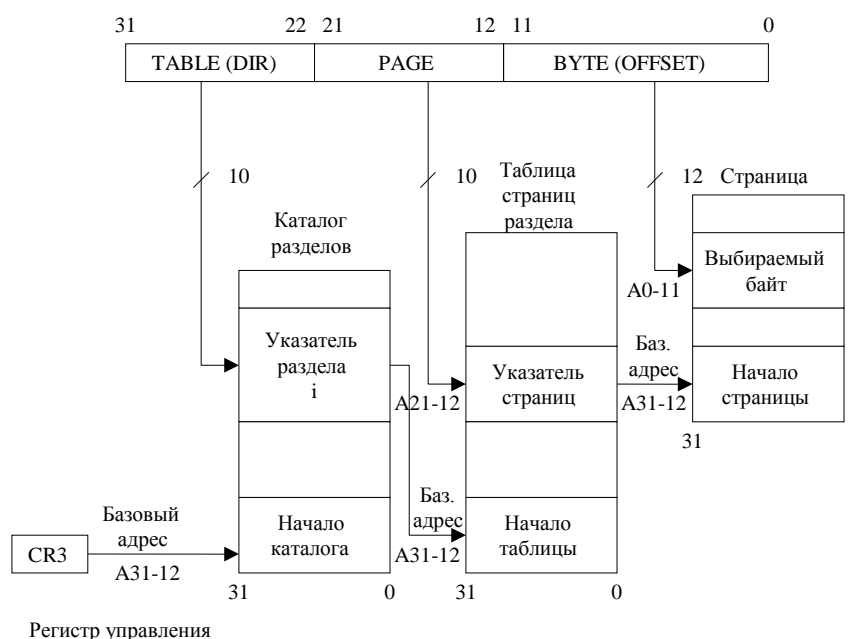 31 22 21 12 11 0
TABLE (DIR) PAGE BYTE (OFFSET)
10 10 12
Каталог
разделов
Таблица
страниц
раздела
Страница
Выбираемый
байт
A0-11
Указатель
раздела
i
A21-12
Указатель
страниц
Баз.
адрес
A31-12
Начало
страницы
31
CR3
Базовый
адрес
A31-12
Начало
каталога
Баз.
адрес
A31-12
Начало
таблицы
31 0 31 0
Регистр управления